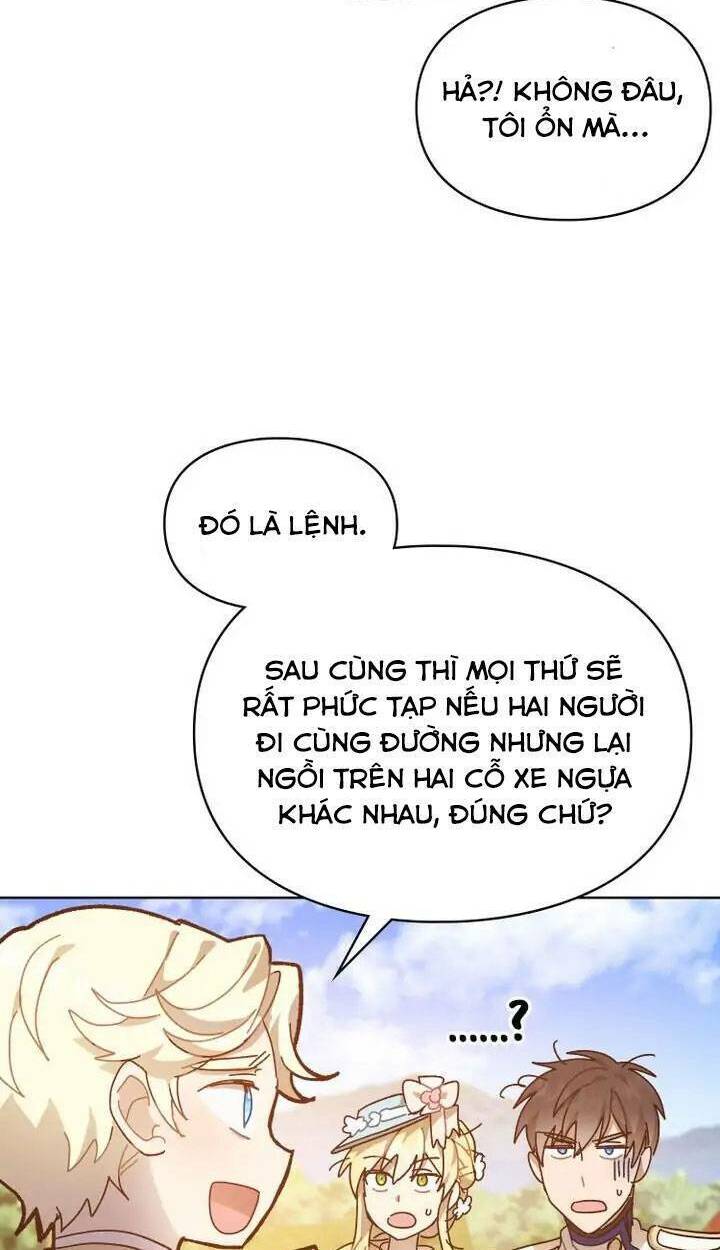 HẢ?! KHÔNG ĐÂU,
TÔI ỔN MÀ...
ĐÓ LÀ LỆNH.
SAU CÙNG THÌ MỌI THỨ SẼ
RẤT PHỨC TẠP NẾU HAI NGƯỜI
ĐI CÙNG ĐƯỜNG NHƯNG LẠI
NGỒI TRÊN HAI CỖ XE NGỰA
KHÁC NHAU, ĐÚNG CHỨ?
......?